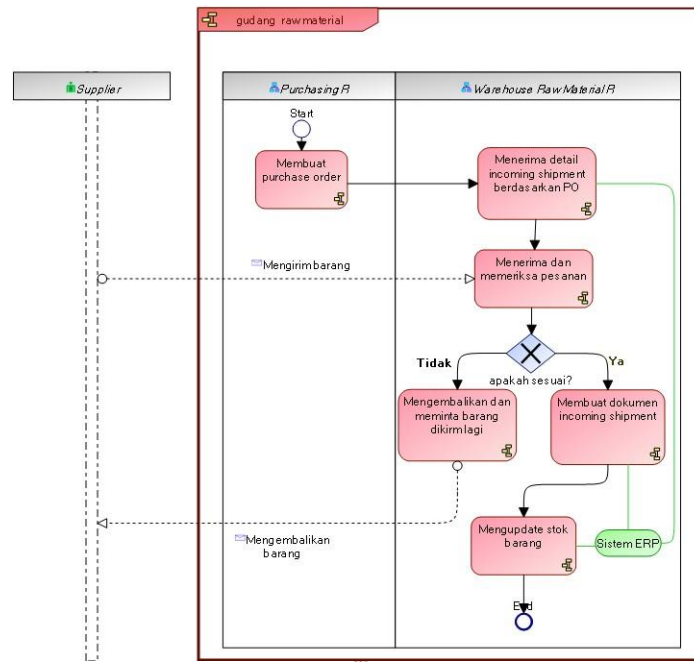 gudang raw material
Supplier
Purchasing R
Warehouse Raw Material R
Start
Membuat
purchase order
Menerima detail
incoming shipment
berdasarkan PO
Mengirim barang
Menerima dan
memeriksa pesanan
Tidak
Ya
apakah sesuai?
Mengembalikan dan
meminta barang
dikirm lagi
Membuat dokumen
incoming shipment
Mengembalikan
barang
Mengupdate stok
barang
Sistem ERP
End